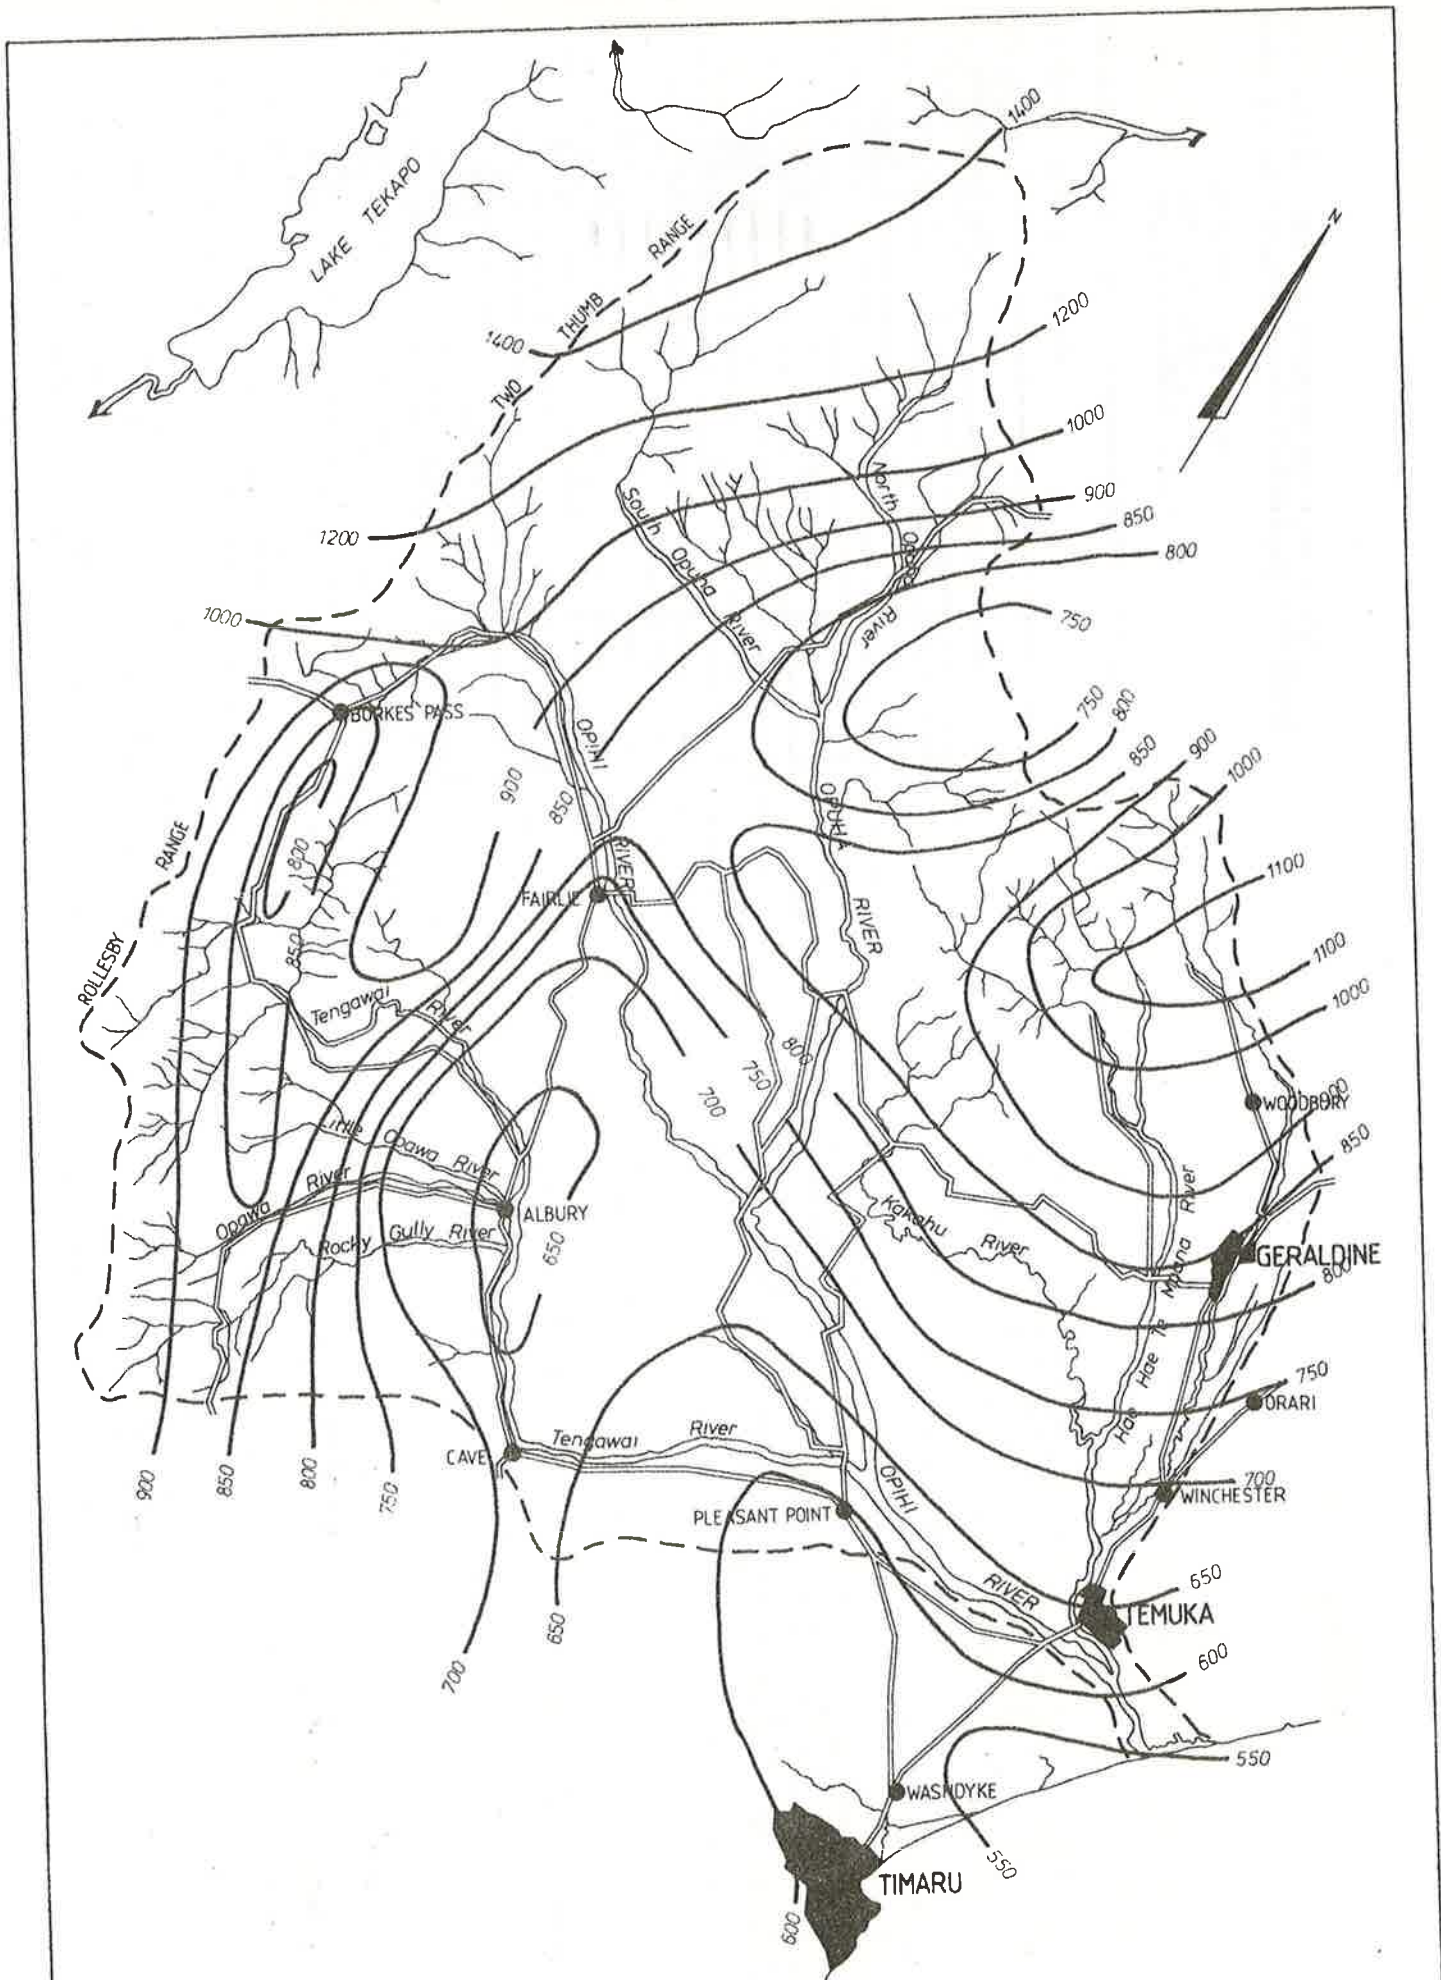 1400
LAKE TEKAPO
N
TWO THUMB RANGE
1400
1200
1000
1200
South Opuha River
North Opuha River
900
850
800
1000
750
BURKES PASS
OPIHI RIVER
900
850
750
800
850
900
1000
OPUHA RIVER
1100
800
FAIRLIE
ROLLESBY RANGE
850
1100
1000
Tengawai River
800
750
700
900
WOODBURY
850
Little Opawa River
Opawa River
ALBURY
Rocky Gully River
650
Kakahu River
Hae Hae Te Moana River
GERALDINE
800
750
ORARI
900
850
800
750
CAVE
Tengawai River
OPIHI RIVER
700
WINCHESTER
PLEASANT POINT
650
TEMUKA
650
700
600
550
WASHDYKE
550
TIMARU
600